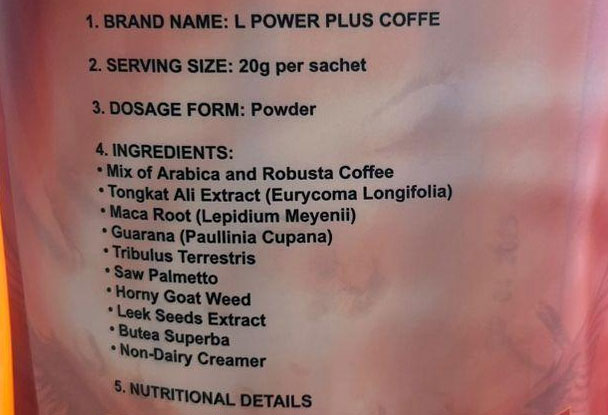 1. BRAND NAME: L POWER PLUS COFFE
2. SERVING SIZE: 20g per sachet
3. DOSAGE FORM: Powder
4. INGREDIENTS:
• Mix of Arabica and Robusta Coffee
• Tongkat Ali Extract (Eurycoma Longifolia)
• Maca Root (Lepidium Meyenii)
• Guarana (Paullinia Cupana)
• Tribulus Terrestris
• Saw Palmetto
• Horny Goat Weed
• Leek Seeds Extract
• Butea Superba
• Non-Dairy Creamer
5. NUTRITIONAL DETAILS